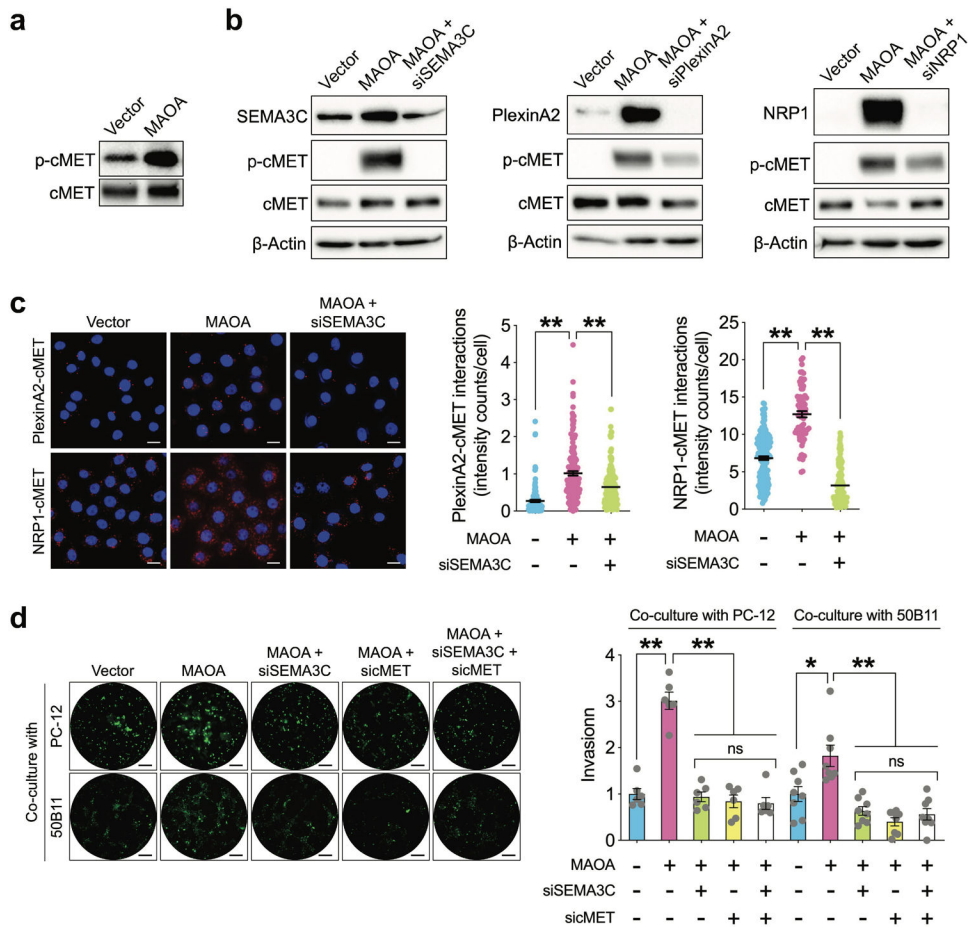 a
Vector
MAOA
p-cMET
cMET
b
Vector
MAOA
MAOA +
siSEMA3C
SEMA3C
p-cMET
cMET
β-Actin
Vector
MAOA
MAOA +
siPlexinA2
PlexinA2
p-cMET
cMET
β-Actin
Vector
MAOA
MAOA +
siNRP1
NRP1
p-cMET
cMET
β-Actin
c
Vector
MAOA
MAOA +
siSEMA3C
PlexinA2-cMET
NRP1-cMET
PlexinA2-cMET interactions
(intensity counts/cell)
5
4
3
2
1
0
** **
MAOA - + +
siSEMA3C - - +
NRP1-cMET interactions
(intensity counts/cell)
25
20
15
10
5
0
** **
MAOA - + +
siSEMA3C - - +
d
Vector
MAOA
MAOA +
siSEMA3C
MAOA +
sicMET
MAOA +
siSEMA3C +
sicMET
Co-culture with
PC-12
50B11
Co-culture with PC-12
Co-culture with 50B11
Invasionn
4
3
2
1
0
** **
ns
* **
ns
MAOA - + + + + - + + + +
siSEMA3C - - + - + - - + - +
sicMET - - - + + - - - + +